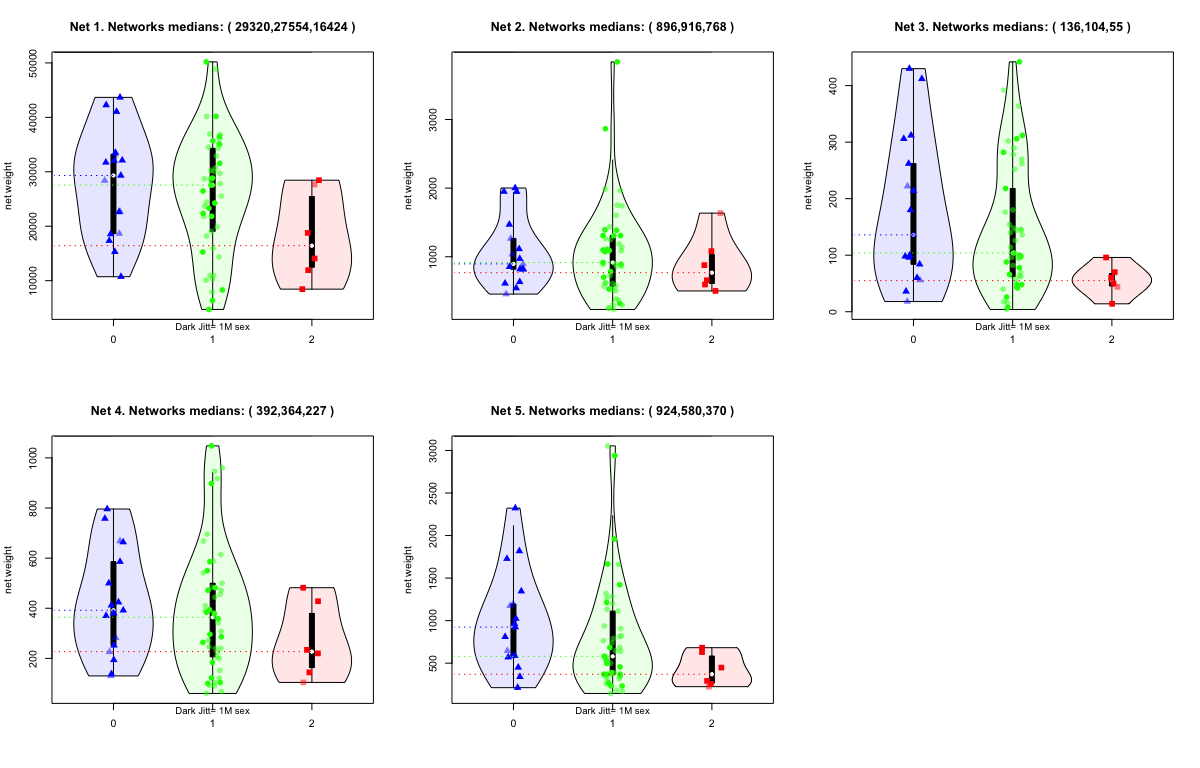 Net 1. Networks medians: ( 29320,27554,16424 )
net weight
50000
40000
30000
20000
10000
Dark Jitt= 1M sex
0 1 2
Net 2. Networks medians: ( 896,916,768 )
net weight
3000
2000
1000
Dark Jitt= 1M sex
0 1 2
Net 3. Networks medians: ( 136,104,55 )
net weight
400
300
200
100
0
Dark Jitt= 1M sex
0 1 2
Net 4. Networks medians: ( 392,364,227 )
net weight
1000
800
600
400
200
Dark Jitt= 1M sex
0 1 2
Net 5. Networks medians: ( 924,580,370 )
net weight
3000
2500
2000
1500
1000
500
Dark Jitt= 1M sex
0 1 2